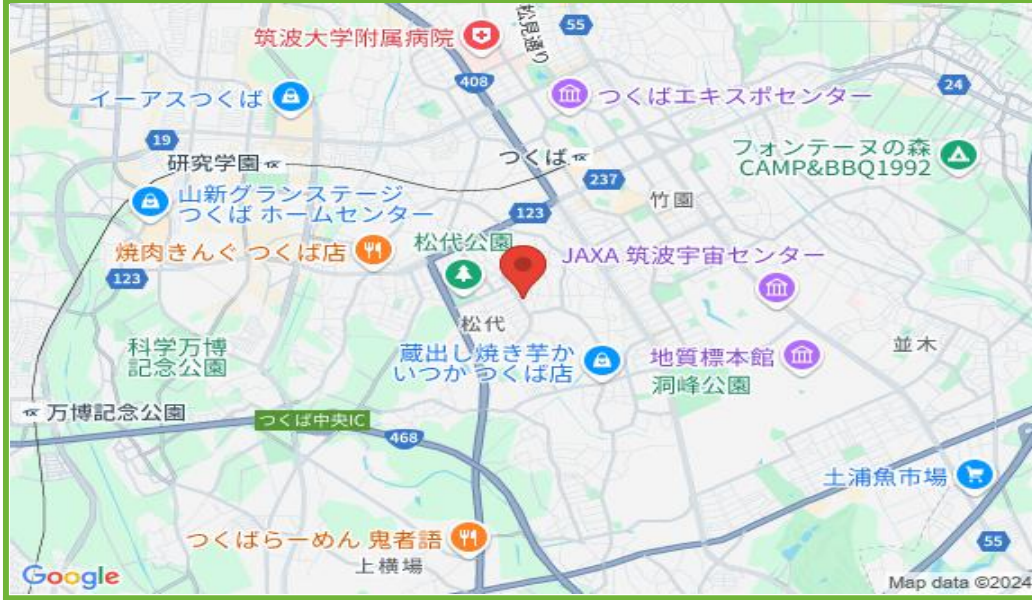 筑波大学附属病院
松見通り
55
408
イーアスつくば
つくばエキスポセンター
24
19
研究学園
つくば
フォンテーヌの森
CAMP&BBQ1992
237
山新グランステージ
つくば ホームセンター
竹園
123
焼肉きんぐ つくば店
松代公園
JAXA 筑波宇宙センター
123
松代
科学万博
記念公園
蔵出し焼き芋か
いつか つくば店
地質標本館
並木
洞峰公園
万博記念公園
つくば中央IC
468
土浦魚市場
つくばらーめん 鬼者語
55
上横場
Google
Map data ©2024